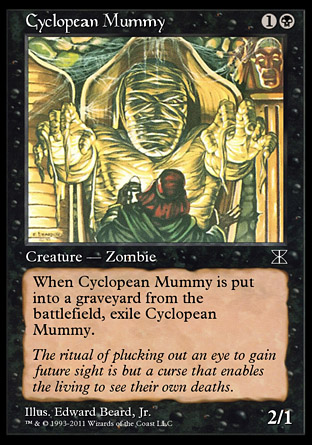 Cyclopean Mummy 1
Creature — Zombie
When Cyclopean Mummy is put
into a graveyard from the
battlefield, exile Cyclopean
Mummy.
The ritual of plucking out an eye to gain
future sight is but a curse that enables
the living to see their own deaths.
Illus. Edward Beard, Jr.
™ & © 1993-2011 Wizards of the Coast LLC
2/1